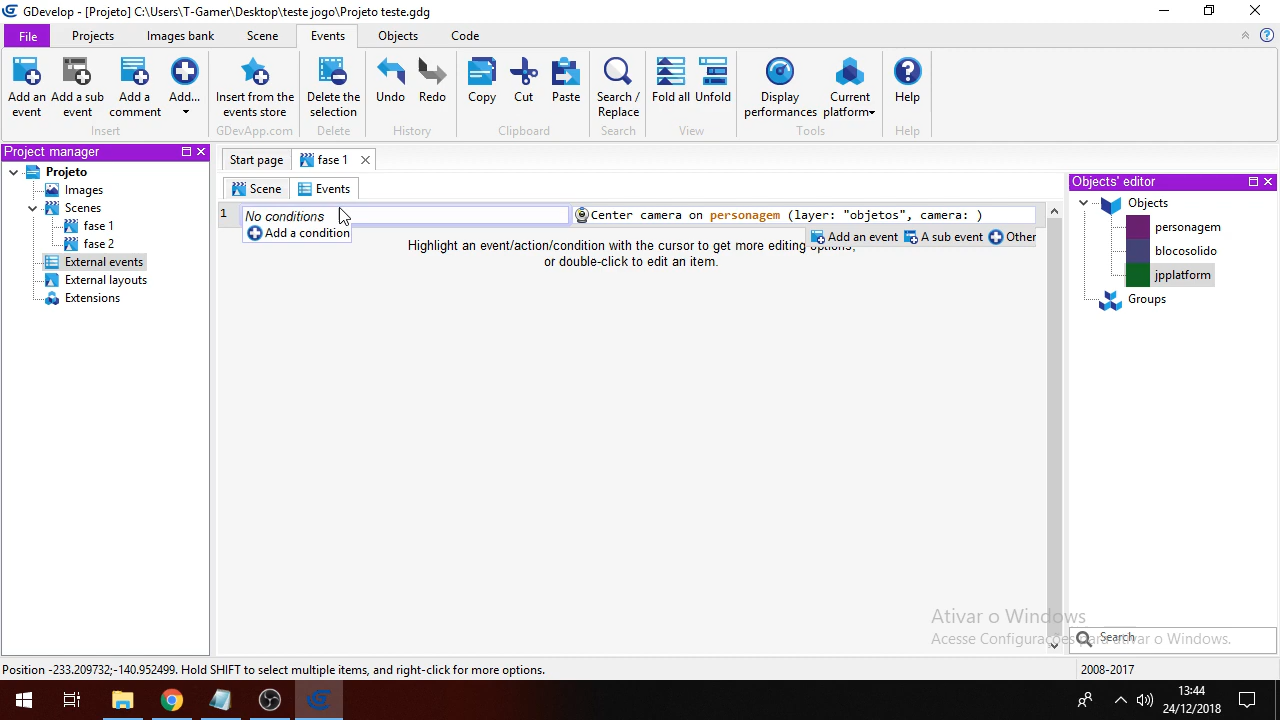 GDevelop - [Projeto] C:\Users\T-Gamer\Desktop\teste jogo\Projeto teste.gdg
File Projects Images bank Scene Events Objects Code
Add an event
Add a sub event
Add a comment
Add...
Insert
Insert from the events store
GDevApp.com
Delete the selection
Delete
Undo
Redo
History
Copy
Cut
Paste
Clipboard
Search / Replace
Search
Fold all
Unfold
View
Display performances
Current platform
Tools
Help
Help
Project manager
Projeto
Images
Scenes
fase 1
fase 2
External events
External layouts
Extensions
Start page
fase 1
Scene
Events
1
No conditions
Center camera on personagem (layer: "objetos", camera: )
Add a condition
Add an event
A sub event
Other
Highlight an event/action/condition with the cursor to get more editing options,
or double-click to edit an item.
Objects' editor
Objects
personagem
blocosolido
jpplatform
Groups
Ativar o Windows
Acesse Configurações para ativar o Windows.
Search
Position -233.209732;-140.952499. Hold SHIFT to select multiple items, and right-click for more options.
2008-2017
13:44
24/12/2018